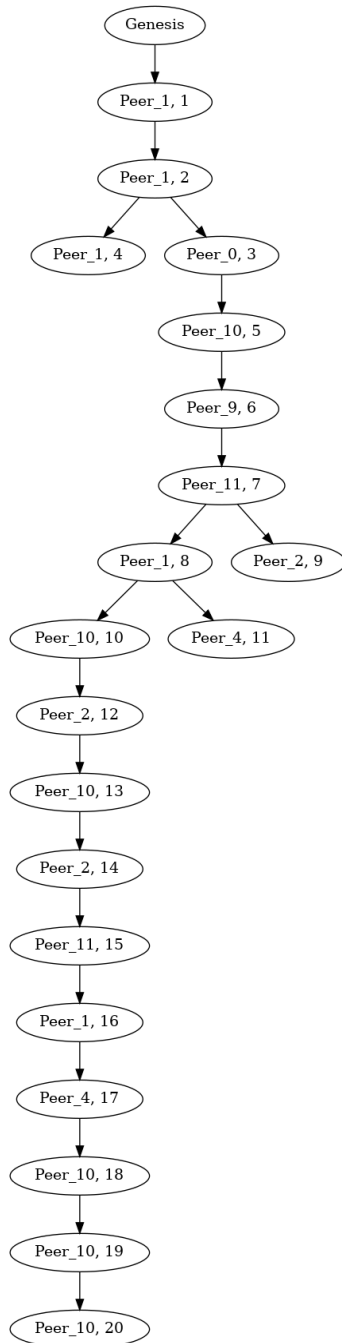 Genesis
Peer_1, 1
Peer_1, 2
Peer_1, 4
Peer_0, 3
Peer_10, 5
Peer_9, 6
Peer_11, 7
Peer_1, 8
Peer_2, 9
Peer_10, 10
Peer_4, 11
Peer_2, 12
Peer_10, 13
Peer_2, 14
Peer_11, 15
Peer_1, 16
Peer_4, 17
Peer_10, 18
Peer_10, 19
Peer_10, 20